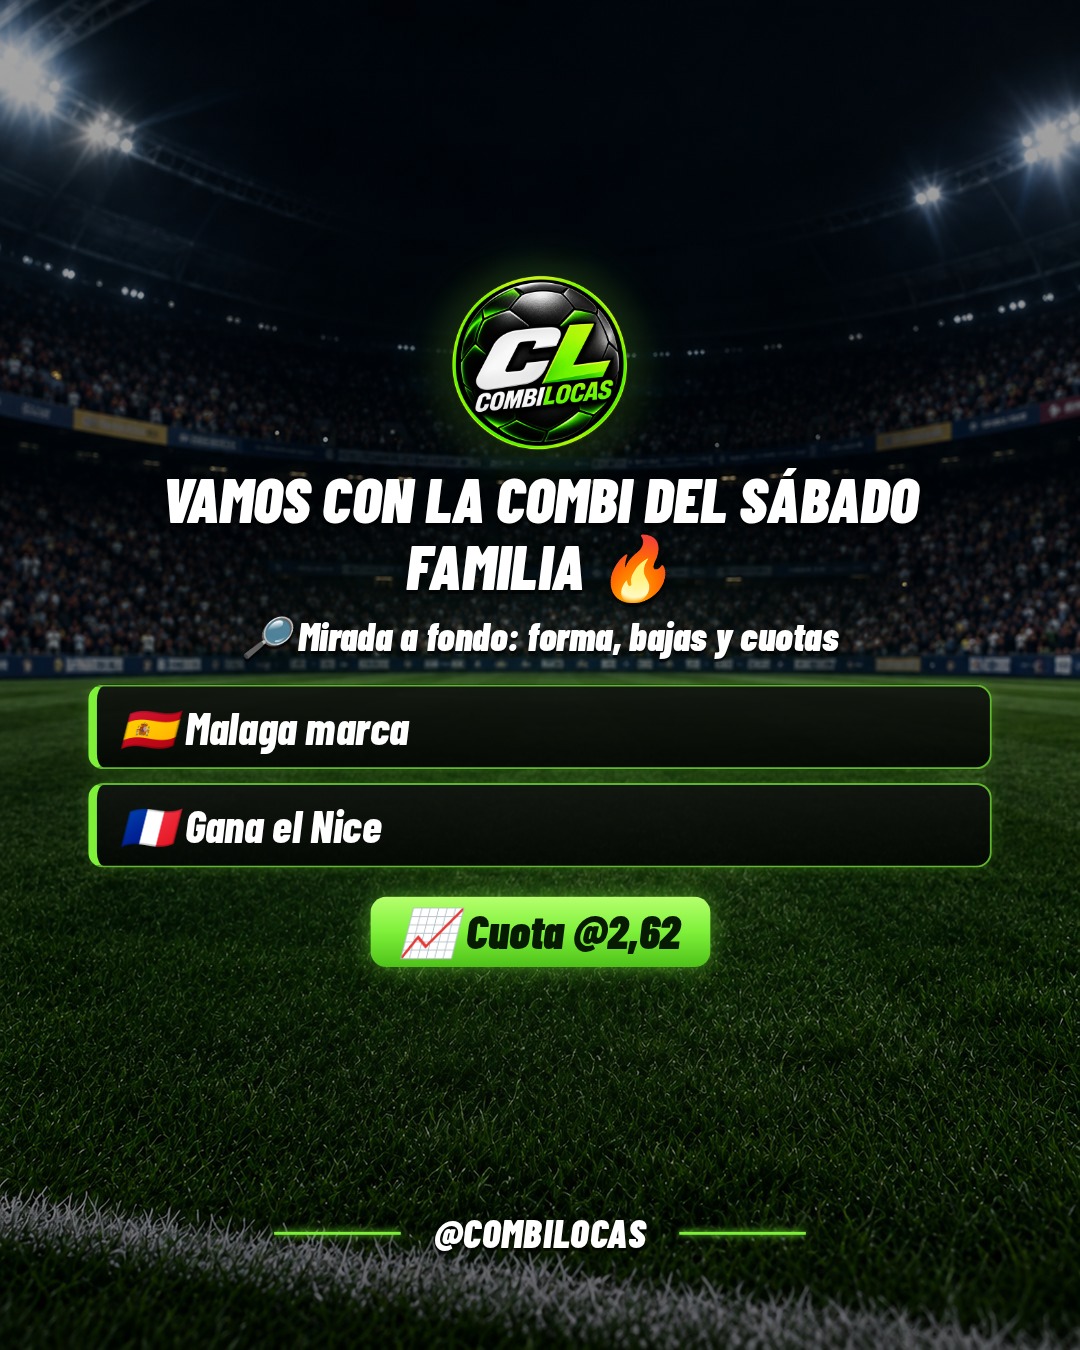 CL
COMBILOCAS
VAMOS CON LA COMBI DEL SÁBADO
FAMILIA 🔥
🔎 Mirada a fondo: forma, bajas y cuotas
🇪🇸 Malaga marca
🇫🇷 Gana el Nice
📈 Cuota @2,62
@COMBILOCAS